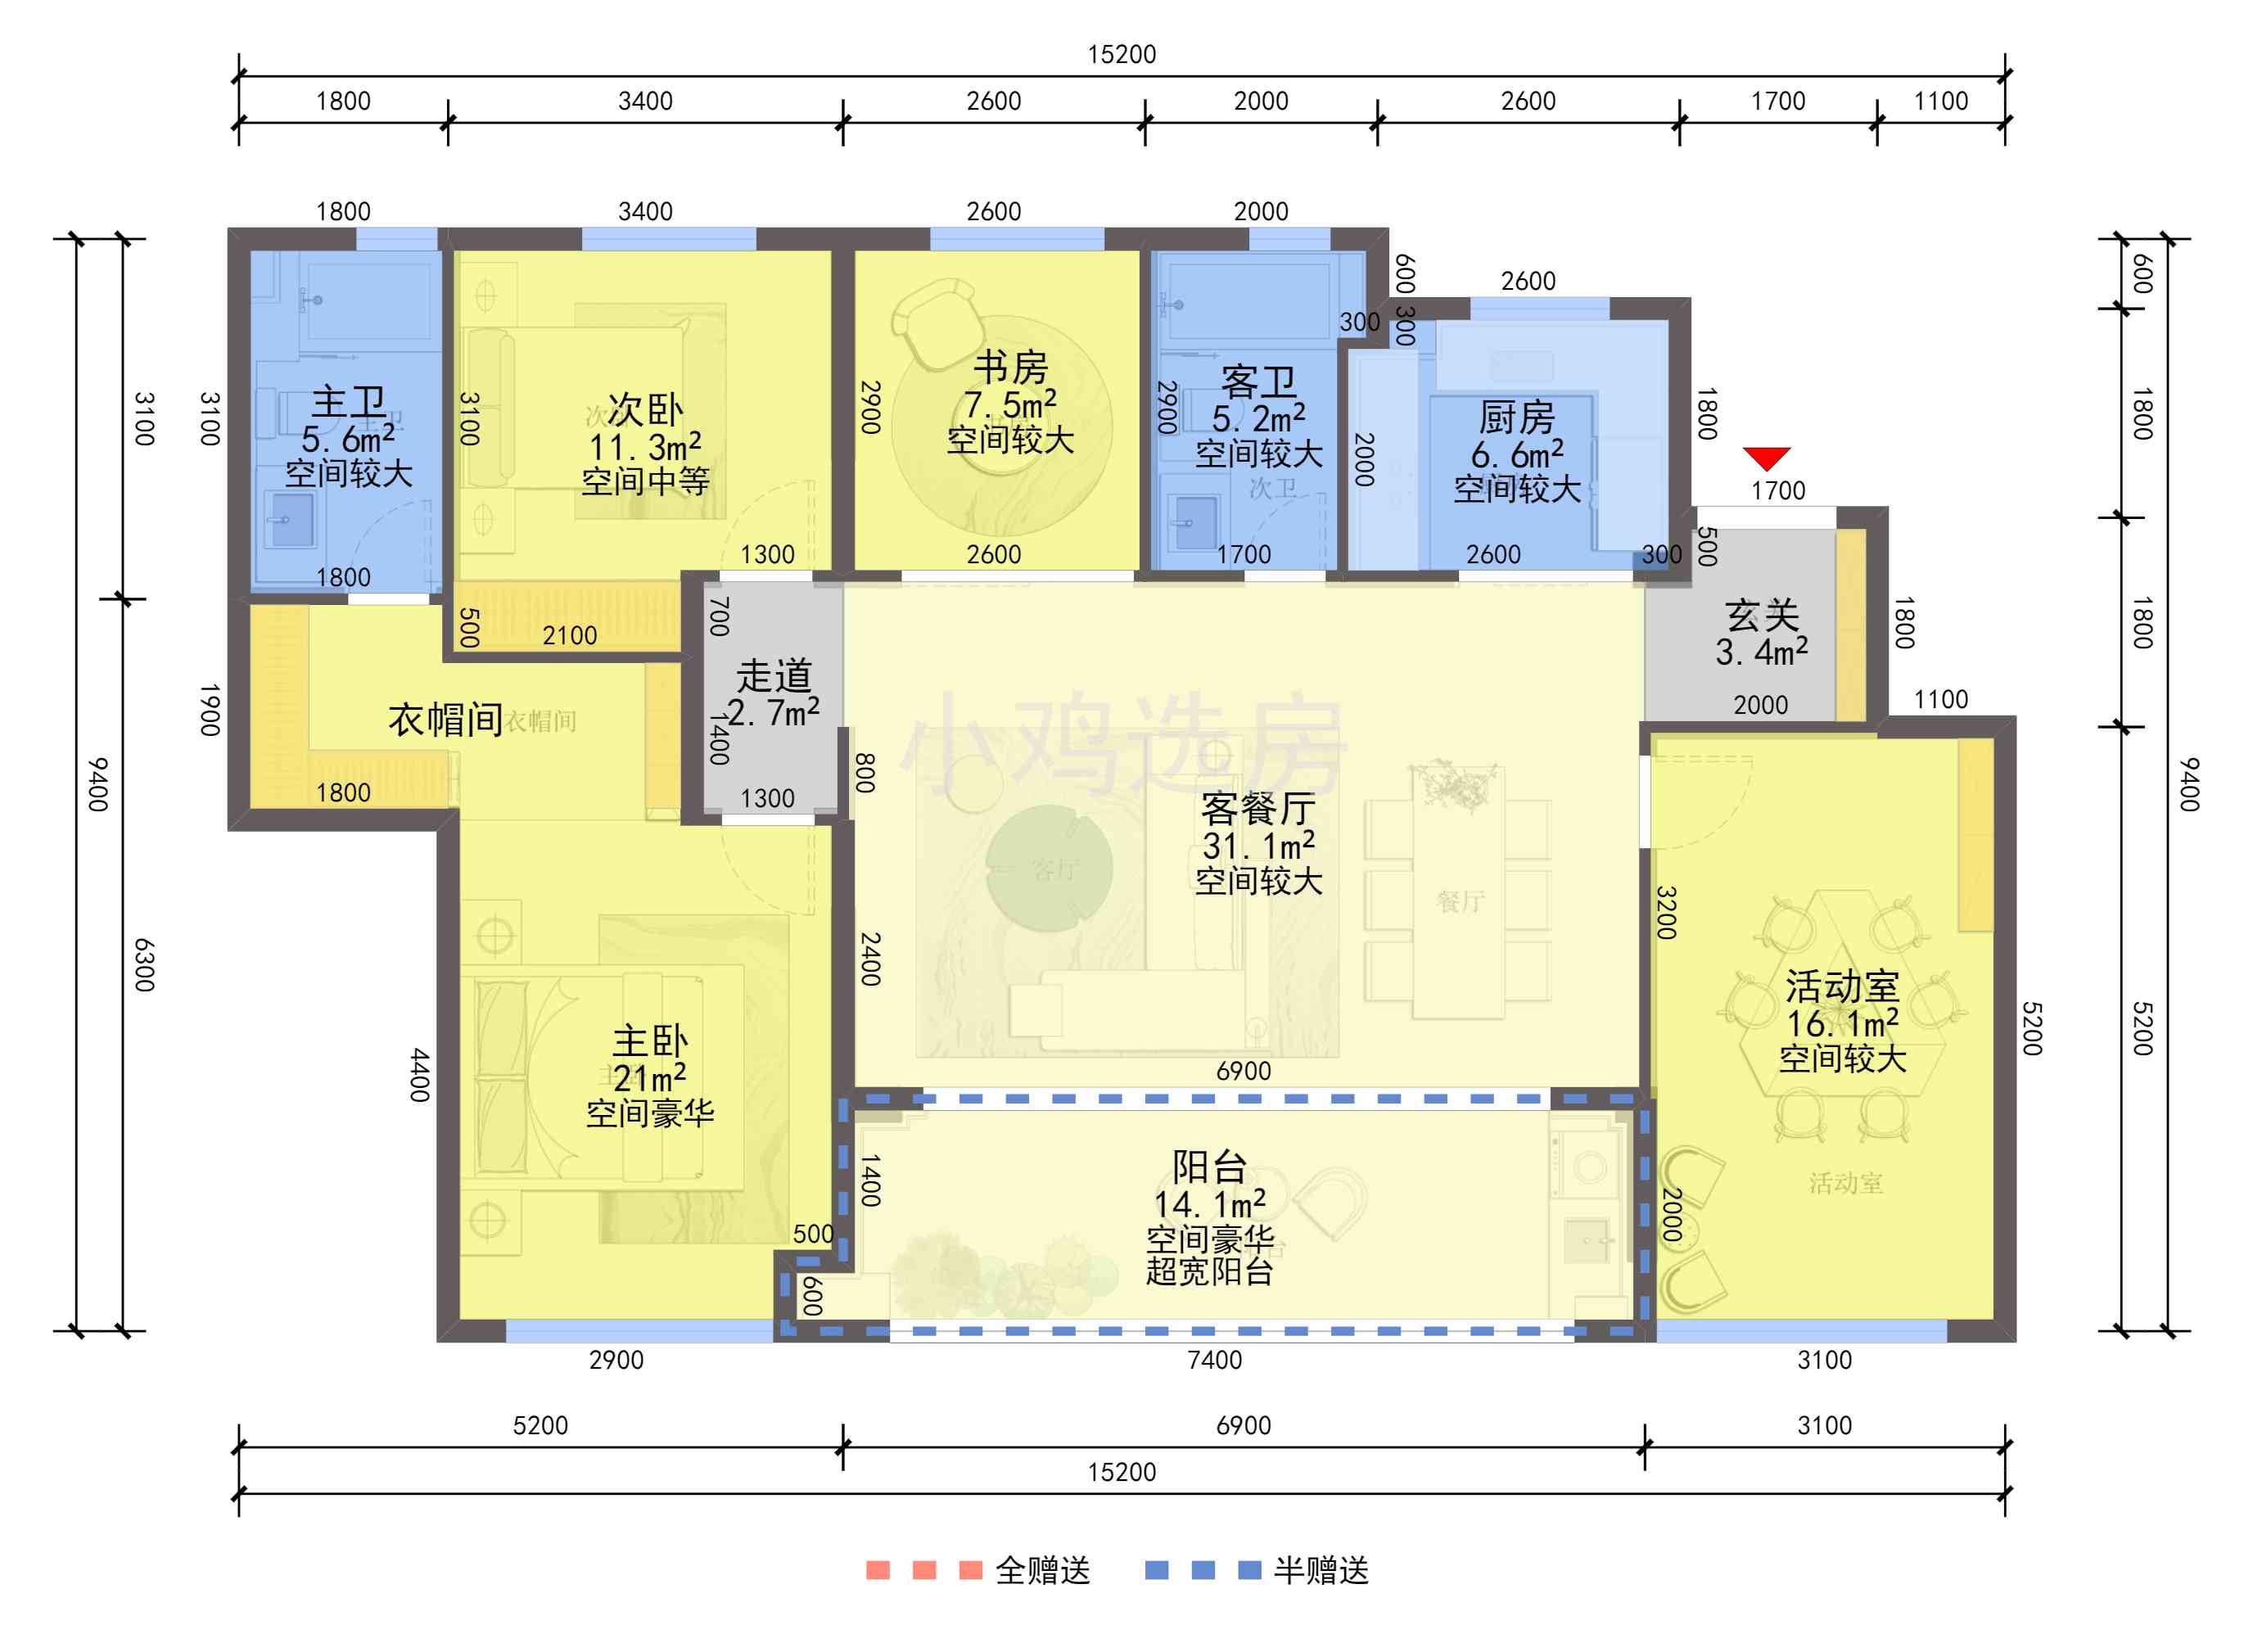 15200
1800 3400 2600 2000 2600 1700 1100
1800 3400 2600 2000
600
600
2600
300
300
主卫
5.6m²
空间较大
主卫
次卧
11.3m²
空间中等
书房
7.5m²
空间较大
客卫
5.2m²
空间较大
次卫
厨房
6.6m²
空间较大
3100
3100
3100
2900
2900
2000
1800
1800
1700
1800
1300
2600
1700
2600
300
500
500
2100
700
玄关
3.4m²
2000
1800
1800
1100
走道
2.7m²
1400
1300
小鸡选房
衣帽间
衣帽间
1900
1800
9400
6300
800
客餐厅
31.1m²
空间较大
客厅
餐厅
2400
6900
3200
活动室
16.1m²
空间较大
活动室
5200
5200
9400
主卧
21m²
空间豪华
4400
500
600
1400
阳台
14.1m²
空间豪华
超宽阳台
2000
2900 7400 3100
5200 6900 3100
15200
全赠送 半赠送